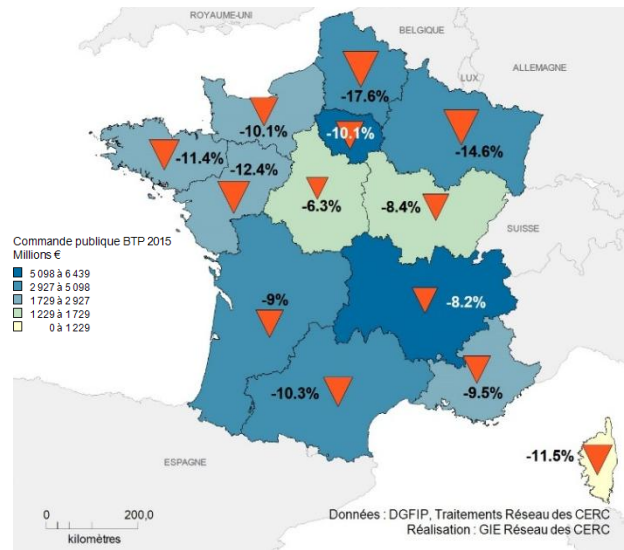 ROYAUME-UNI
BELGIQUE
LUX
ALLEMAGNE
-17.6%
-10.1%
-10.1%
-14.6%
-11.4%
-12.4%
-6.3%
-8.4%
SUISSE
Commande publique BTP 2015
Millions €
5 098 à 6 439
2 927 à 5 098
1 729 à 2 927
1 229 à 1 729
0 à 1 229
-8.2%
-9%
-10.3%
-9.5%
ESPAGNE
-11.5%
0 200,0
kilomètres
Données : DGFIP, Traitements Réseau des CERC
Réalisation : GIE Réseau des CERC